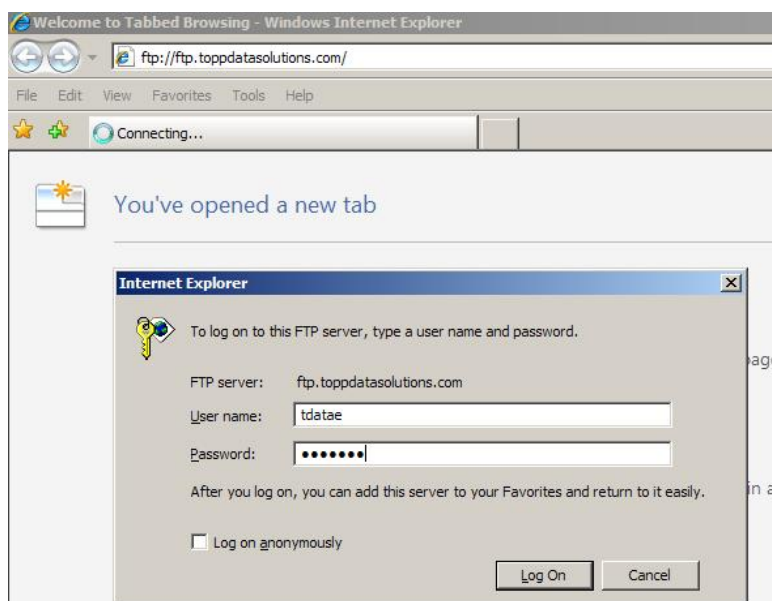 Welcome to Tabbed Browsing - Windows Internet Explorer
ftp://ftp.toppdatasolutions.com/
File Edit View Favorites Tools Help
Connecting...
You've opened a new tab
Internet Explorer
To log on to this FTP server, type a user name and password.
FTP server: ftp.toppdatasolutions.com
User name: tdatae
Password: •••••••
After you log on, you can add this server to your Favorites and return to it easily.
Log on anonymously
Log On Cancel